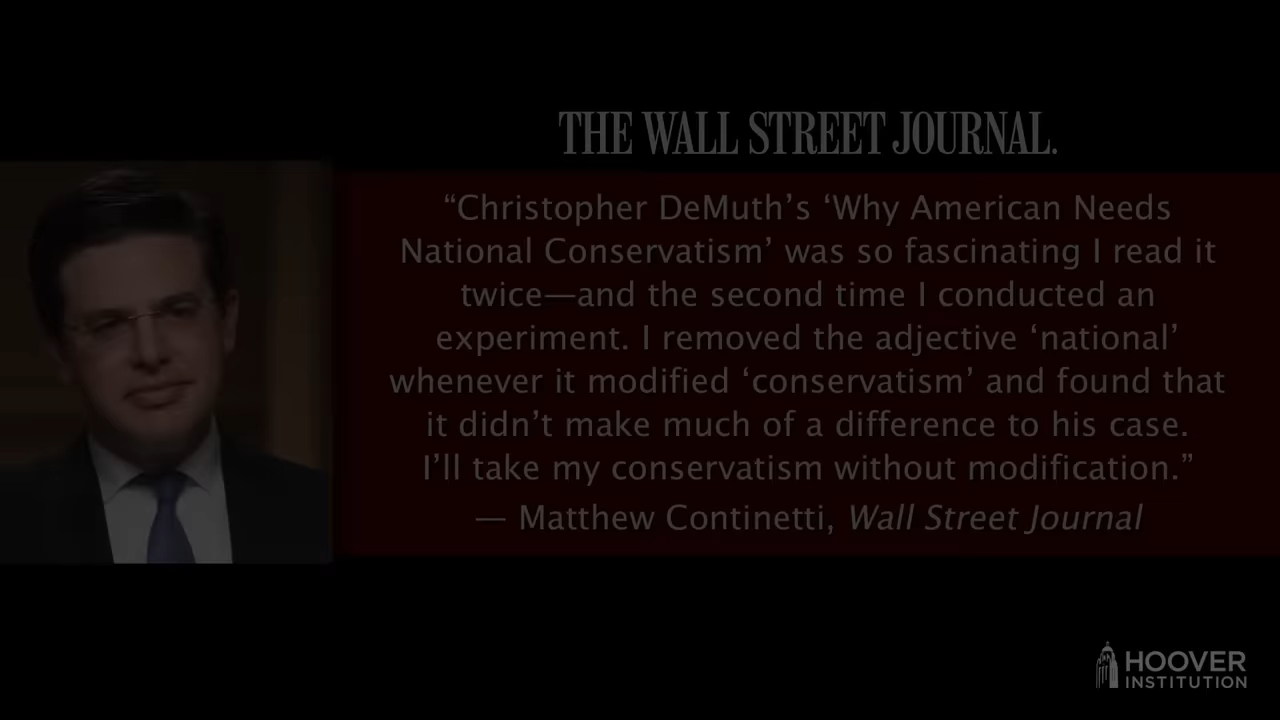 THE WALL STREET JOURNAL.
“Christopher DeMuth’s ‘Why American Needs
National Conservatism’ was so fascinating I read it
twice—and the second time I conducted an
experiment. I removed the adjective ‘national’
whenever it modified ‘conservatism’ and found that
it didn’t make much of a difference to his case.
I’ll take my conservatism without modification.”
— Matthew Continetti, Wall Street Journal
HOOVER
INSTITUTION